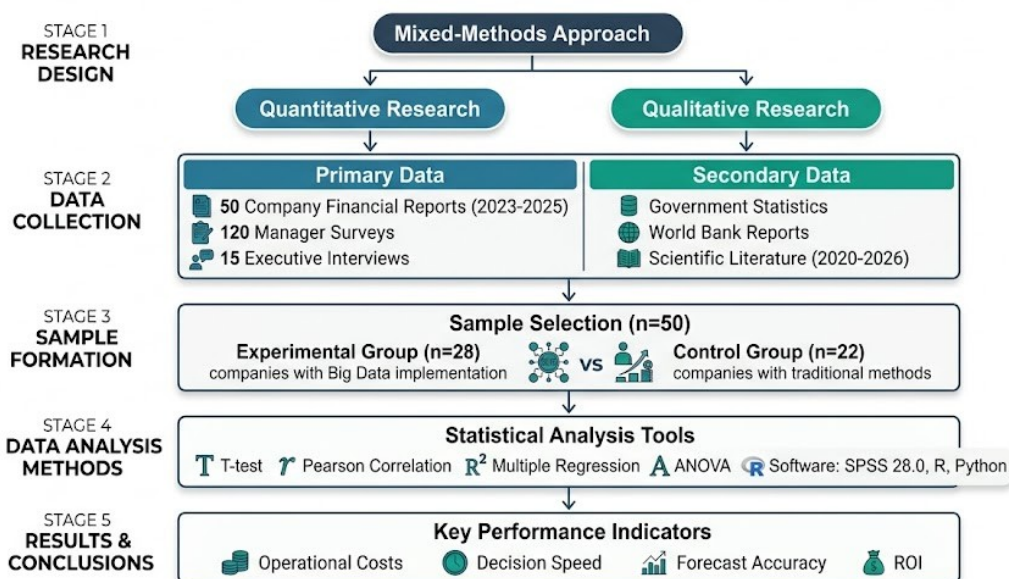 STAGE 1
RESEARCH
DESIGN
Mixed-Methods Approach
Quantitative Research
Qualitative Research
STAGE 2
DATA
COLLECTION
Primary Data
50 Company Financial Reports (2023-2025)
120 Manager Surveys
15 Executive Interviews
Secondary Data
Government Statistics
World Bank Reports
Scientific Literature (2020-2026)
STAGE 3
SAMPLE
FORMATION
Sample Selection (n=50)
Experimental Group (n=28)
companies with Big Data implementation
VS
Control Group (n=22)
companies with traditional methods
STAGE 4
DATA ANALYSIS
METHODS
Statistical Analysis Tools
T T-test r Pearson Correlation R² Multiple Regression A ANOVA R Software: SPSS 28.0, R, Python
STAGE 5
RESULTS &
CONCLUSIONS
Key Performance Indicators
Operational Costs
Decision Speed
Forecast Accuracy
$ ROI